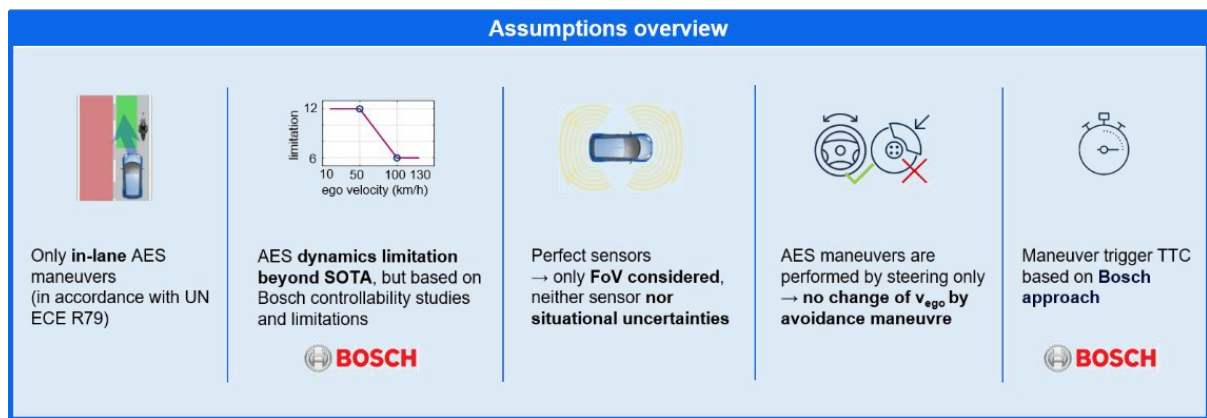 Assumptions overview
12
6
limitation
10 50 100 130
ego velocity (km/h)
Only in-lane AES
maneuvers
(in accordance with UN
ECE R79)
AES dynamics limitation
beyond SOTA, but based on
Bosch controllability studies
and limitations
BOSCH
Perfect sensors
→ only FoV considered,
neither sensor nor
situational uncertainties
AES maneuvers are
performed by steering only
→ no change of vego by
avoidance maneuvre
Maneuver trigger TTC
based on Bosch
approach
BOSCH